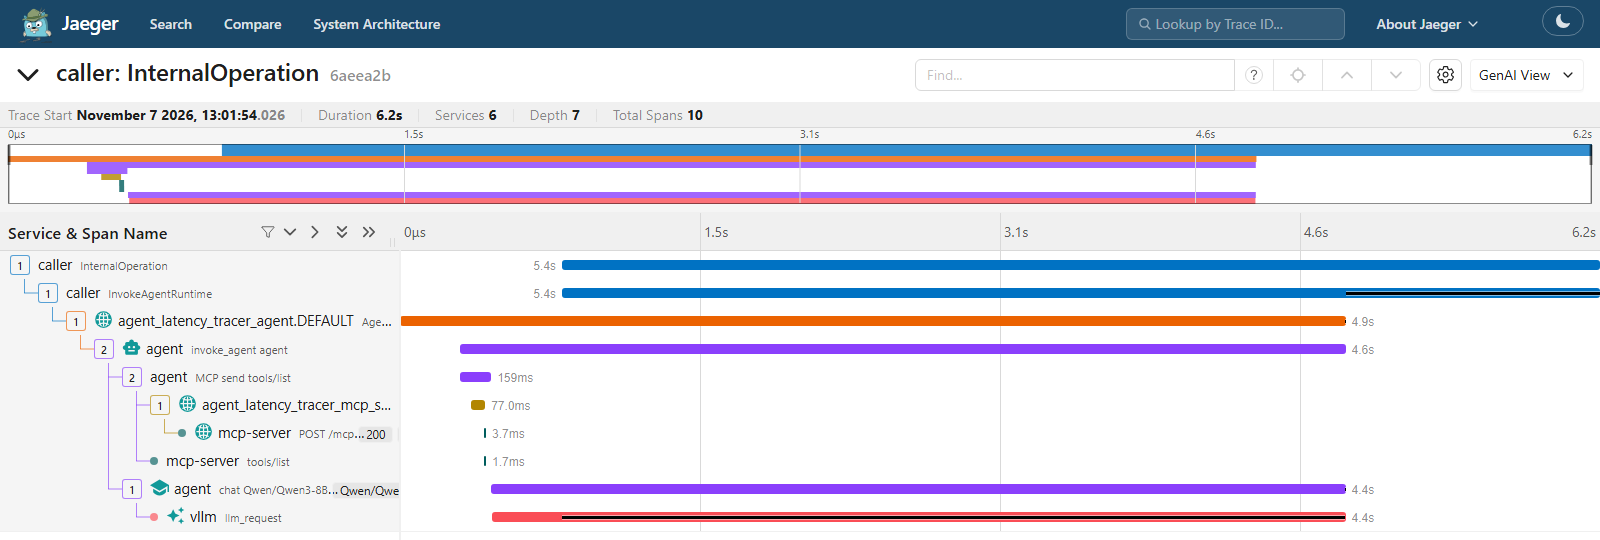 Jaeger Search Compare System Architecture Lookup by Trace ID... About Jaeger
caller: InternalOperation 6aeea2b Find... ? GenAI View
Trace Start November 7 2026, 13:01:54.026 Duration 6.2s Services 6 Depth 7 Total Spans 10
0μs 1.5s 3.1s 4.6s 6.2s
Service & Span Name 0μs 1.5s 3.1s 4.6s 6.2s
1 caller InternalOperation 5.4s
1 caller InvokeAgentRuntime 5.4s
1 agent_latency_tracer_agent.DEFAULT Age... 4.9s
2 agent invoke_agent agent 4.6s
2 agent MCP send tools/list 159ms
1 agent_latency_tracer_mcp_s... 77.0ms
mcp-server POST /mcp... 200 3.7ms
mcp-server tools/list 1.7ms
1 agent chat Qwen/Qwen3-8B... Qwen/Qwe 4.4s
vllm llm_request 4.4s